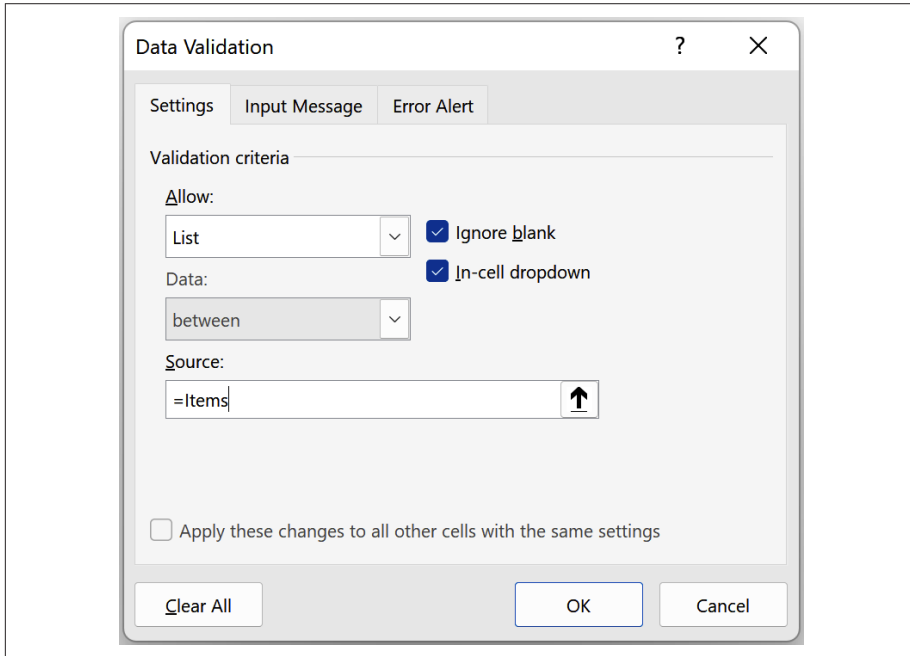 Data Validation ?
Settings Input Message Error Alert
Validation criteria
Allow:
List
Ignore blank
In-cell dropdown
Data:
between
Source:
=Items
Apply these changes to all other cells with the same settings
Clear All OK Cancel